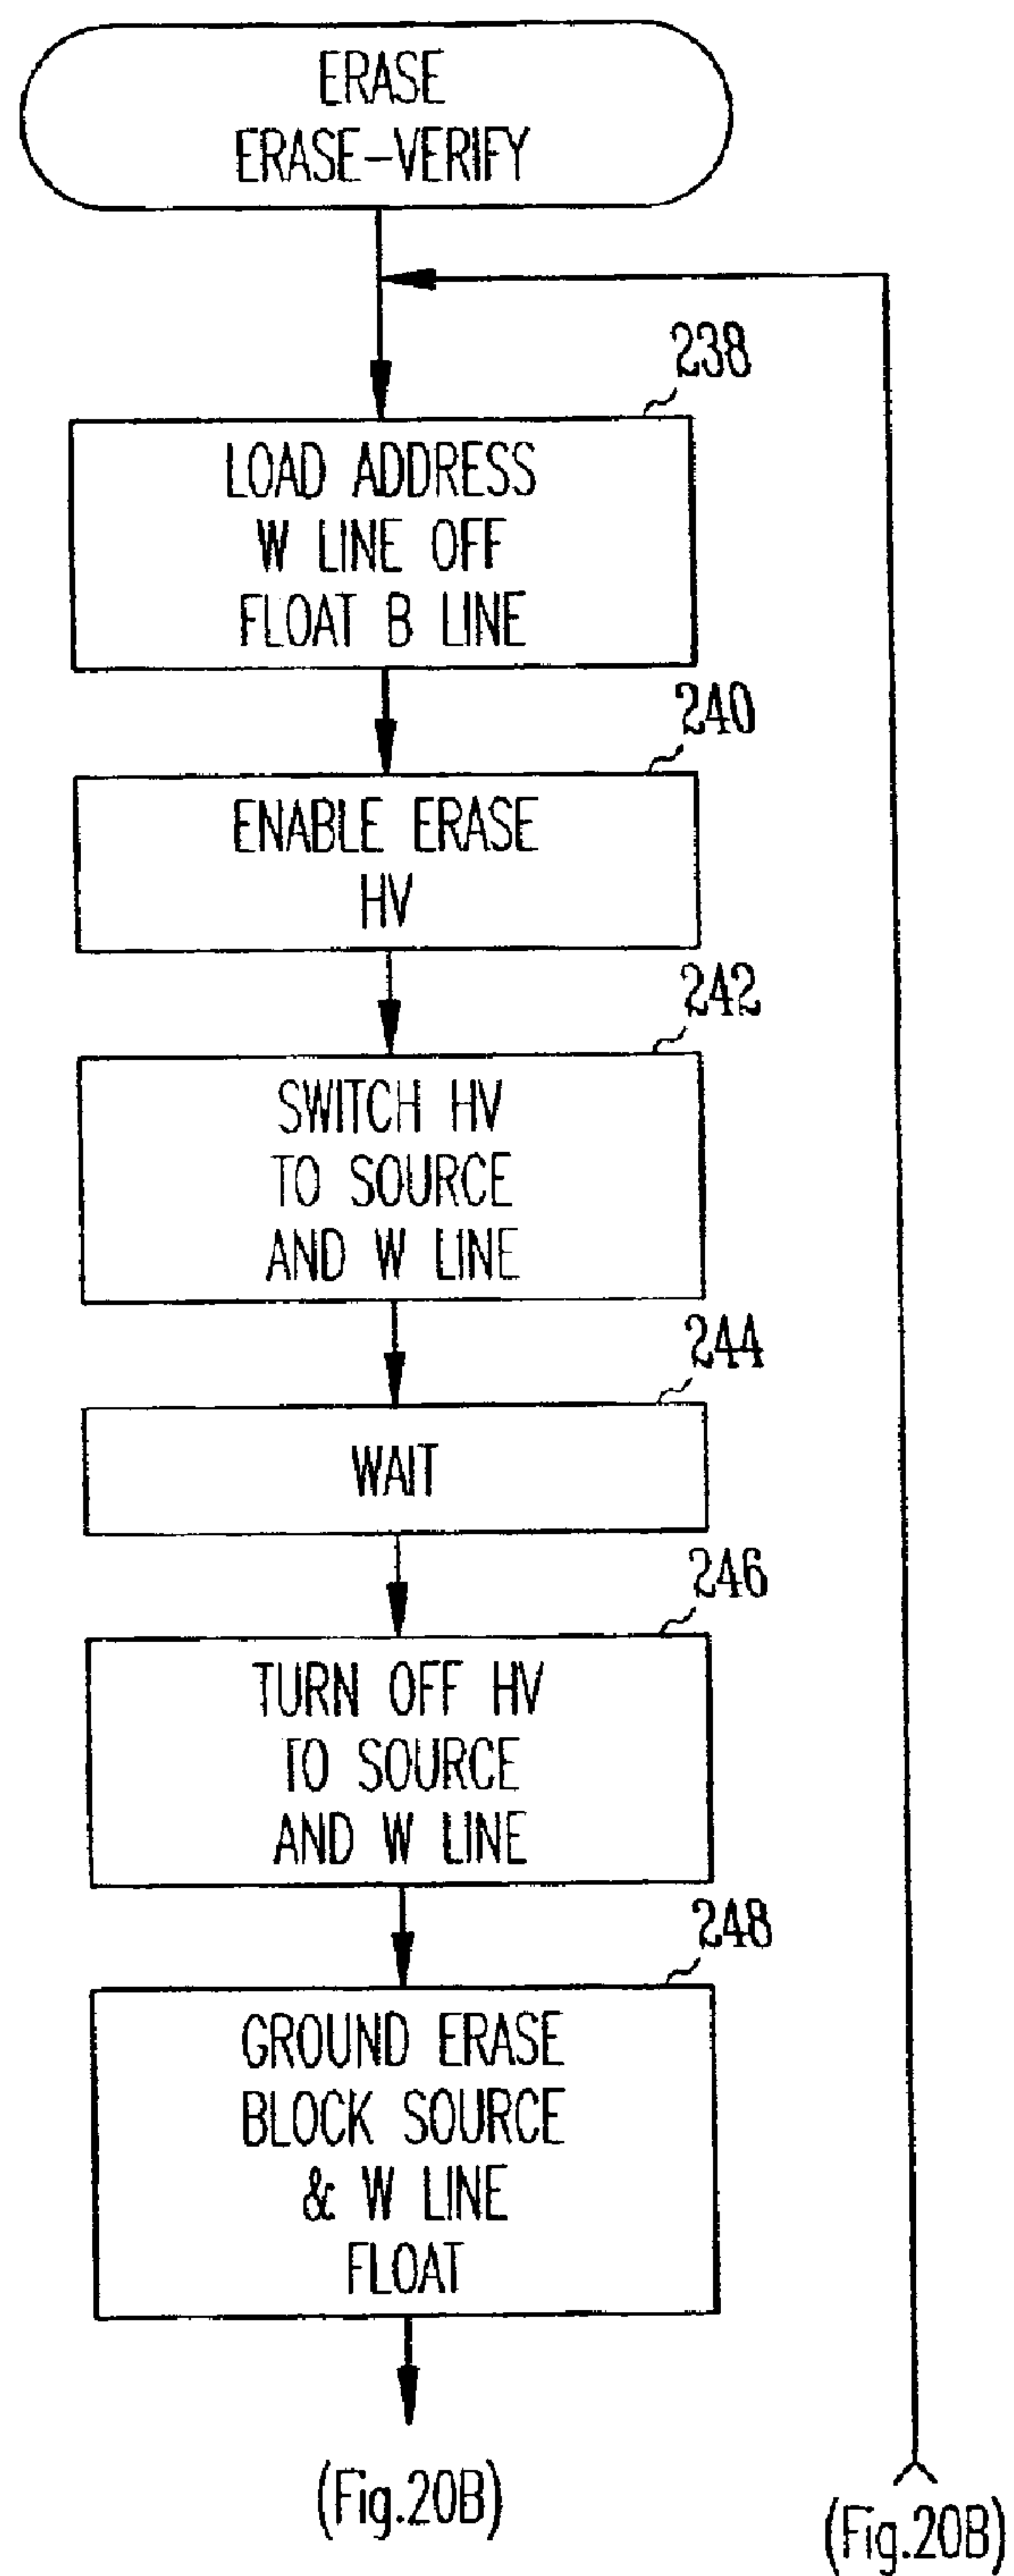 ERASE
ERASE-VERIFY
238
LOAD ADDRESS
W LINE OFF
FLOAT B LINE
240
ENABLE ERASE
HV
242
SWITCH HV
TO SOURCE
AND W LINE
244
WAIT
246
TURN OFF HV
TO SOURCE
AND W LINE
248
GROUND ERASE
BLOCK SOURCE
& W LINE
FLOAT
(Fig.20B)
(Fig.20B)